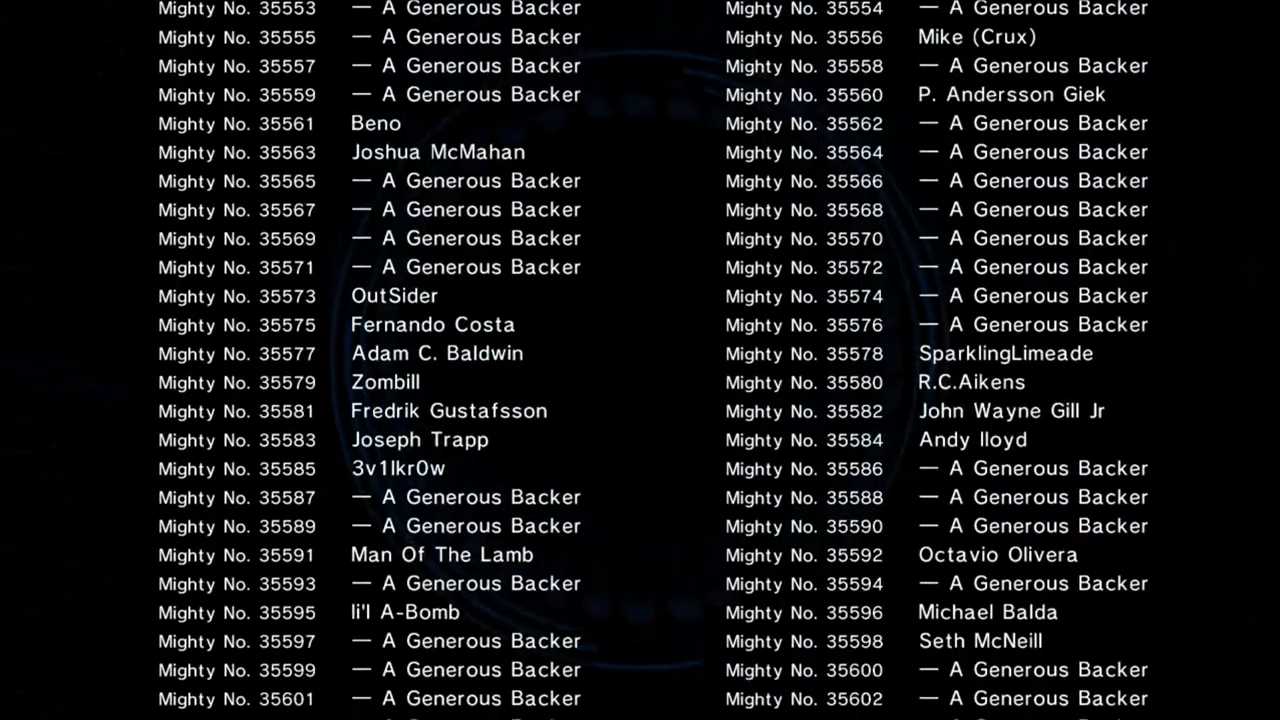 Mighty No. 35553 — A Generous Backer Mighty No. 35554 — A Generous Backer
Mighty No. 35555 — A Generous Backer Mighty No. 35556 Mike (Crux)
Mighty No. 35557 — A Generous Backer Mighty No. 35558 — A Generous Backer
Mighty No. 35559 — A Generous Backer Mighty No. 35560 P. Andersson Giek
Mighty No. 35561 Beno Mighty No. 35562 — A Generous Backer
Mighty No. 35563 Joshua McMahan Mighty No. 35564 — A Generous Backer
Mighty No. 35565 — A Generous Backer Mighty No. 35566 — A Generous Backer
Mighty No. 35567 — A Generous Backer Mighty No. 35568 — A Generous Backer
Mighty No. 35569 — A Generous Backer Mighty No. 35570 — A Generous Backer
Mighty No. 35571 — A Generous Backer Mighty No. 35572 — A Generous Backer
Mighty No. 35573 OutSider Mighty No. 35574 — A Generous Backer
Mighty No. 35575 Fernando Costa Mighty No. 35576 — A Generous Backer
Mighty No. 35577 Adam C. Baldwin Mighty No. 35578 SparklingLimeade
Mighty No. 35579 Zombill Mighty No. 35580 R.C.Aikens
Mighty No. 35581 Fredrik Gustafsson Mighty No. 35582 John Wayne Gill Jr
Mighty No. 35583 Joseph Trapp Mighty No. 35584 Andy lloyd
Mighty No. 35585 3v1lkr0w Mighty No. 35586 — A Generous Backer
Mighty No. 35587 — A Generous Backer Mighty No. 35588 — A Generous Backer
Mighty No. 35589 — A Generous Backer Mighty No. 35590 — A Generous Backer
Mighty No. 35591 Man Of The Lamb Mighty No. 35592 Octavio Olivera
Mighty No. 35593 — A Generous Backer Mighty No. 35594 — A Generous Backer
Mighty No. 35595 li'l A-Bomb Mighty No. 35596 Michael Balda
Mighty No. 35597 — A Generous Backer Mighty No. 35598 Seth McNeill
Mighty No. 35599 — A Generous Backer Mighty No. 35600 — A Generous Backer
Mighty No. 35601 — A Generous Backer Mighty No. 35602 — A Generous Backer